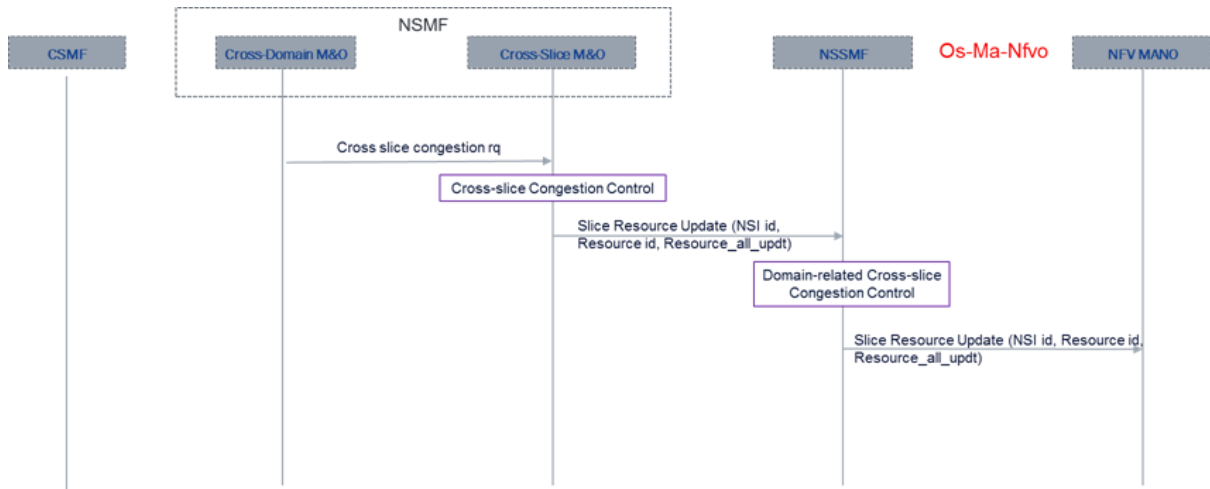 NSMF
CSMF
Cross-Domain M&O
Cross-Slice M&O
NSSMF
Os-Ma-Nfvo
NFV MANO
Cross slice congestion rq
Cross-slice Congestion Control
Slice Resource Update (NSI id,
Resource id, Resource_all_updt)
Domain-related Cross-slice
Congestion Control
Slice Resource Update (NSI id, Resource id,
Resource_all_updt)